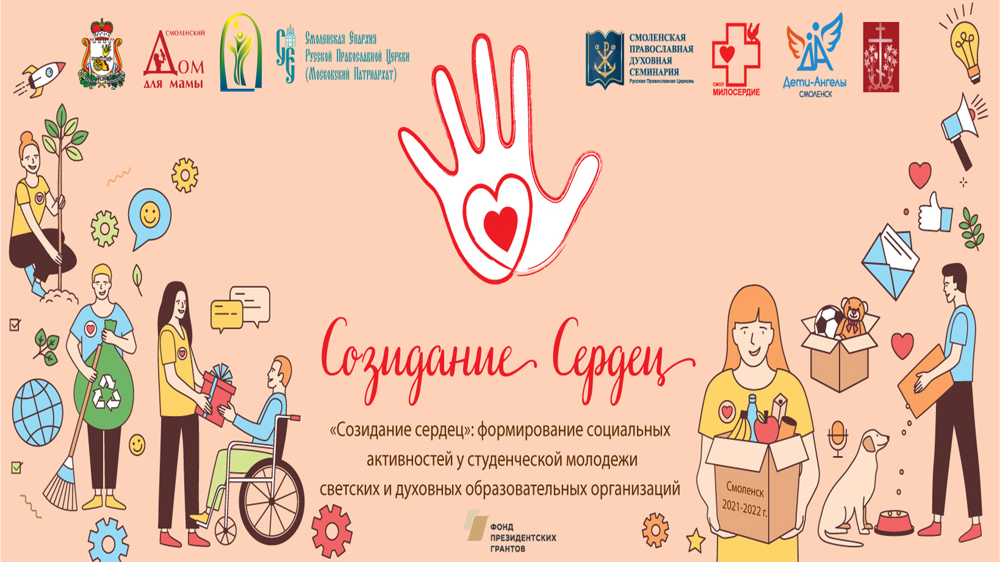 СМОЛЕНСКИЙ
Дом
для мамы
Смоленская Епархия
Русской Православной Церкви
(Московский Патриархат)
СМОЛЕНСКАЯ
ПРАВОСЛАВНАЯ
ДУХОВНАЯ
СЕМИНАРИЯ
Русская Православная Церковь
СМОЛ
МИЛОСЕРДИЕ
ДА
Дети-Ангелы
СМОЛЕНСК
Созидание Сердец
«Созидание сердец»: формирование социальных
активностей у студенческой молодежи
светских и духовных образовательных организаций
Смоленск
2021-2022 г.
ФОНД
ПРЕЗИДЕНТСКИХ
ГРАНТОВ